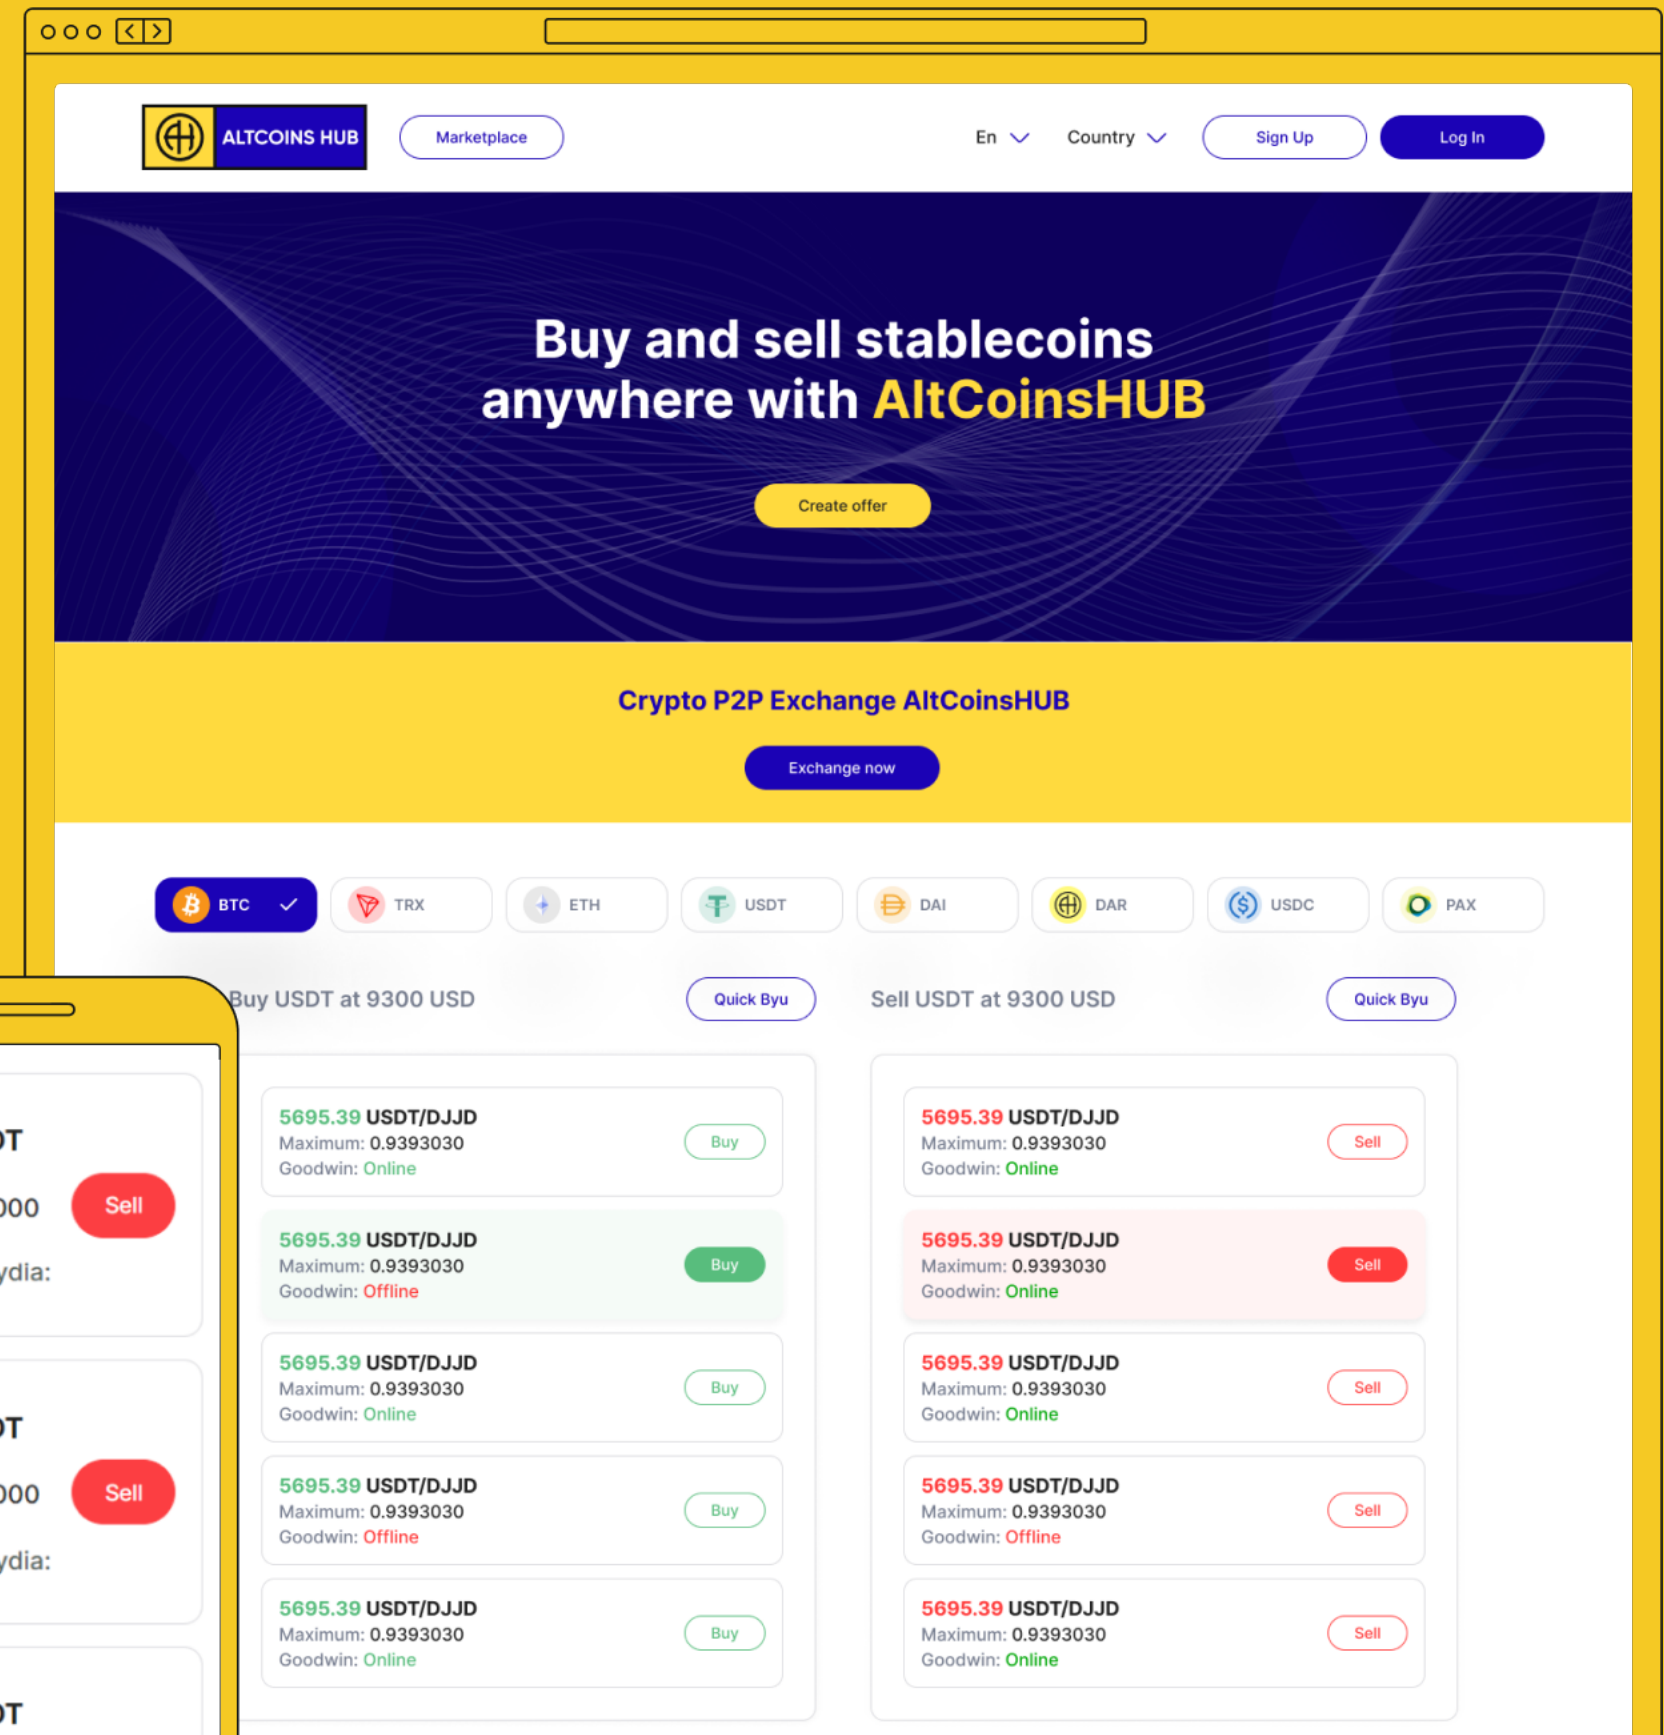 ALTCOINS HUB
Marketplace
En
Country
Sign Up
Log In
Buy and sell stablecoins
anywhere with AltCoinsHUB
Create offer
Crypto P2P Exchange AltCoinsHUB
Exchange now
BTC
TRX
ETH
USDT
DAI
DAR
USDC
PAX
Buy USDT at 9300 USD
Quick Byu
5695.39 USDT/DJJD
Maximum: 0.9393030
Goodwin: Online
Buy
5695.39 USDT/DJJD
Maximum: 0.9393030
Goodwin: Offline
Buy
5695.39 USDT/DJJD
Maximum: 0.9393030
Goodwin: Online
Buy
5695.39 USDT/DJJD
Maximum: 0.9393030
Goodwin: Offline
Buy
5695.39 USDT/DJJD
Maximum: 0.9393030
Goodwin: Online
Buy
Sell USDT at 9300 USD
Quick Byu
5695.39 USDT/DJJD
Maximum: 0.9393030
Goodwin: Online
Sell
5695.39 USDT/DJJD
Maximum: 0.9393030
Goodwin: Online
Sell
5695.39 USDT/DJJD
Maximum: 0.9393030
Goodwin: Online
Sell
5695.39 USDT/DJJD
Maximum: 0.9393030
Goodwin: Offline
Sell
5695.39 USDT/DJJD
Maximum: 0.9393030
Goodwin: Online
Sell
Sell
Sell